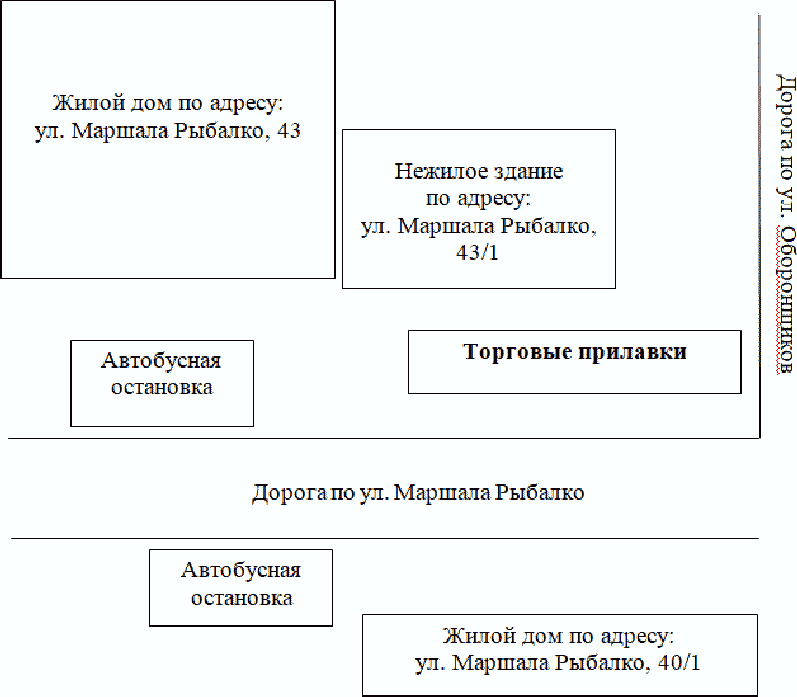 Жилой дом по адресу:
ул. Маршала Рыбалко, 43
Нежилое здание
по адресу:
ул. Маршала Рыбалко,
43/1
Дорога по ул. Оборонщиков
Автобусная
остановка
Торговые прилавки
Дорога по ул. Маршала Рыбалко
Автобусная
остановка
Жилой дом по адресу:
ул. Маршала Рыбалко, 40/1